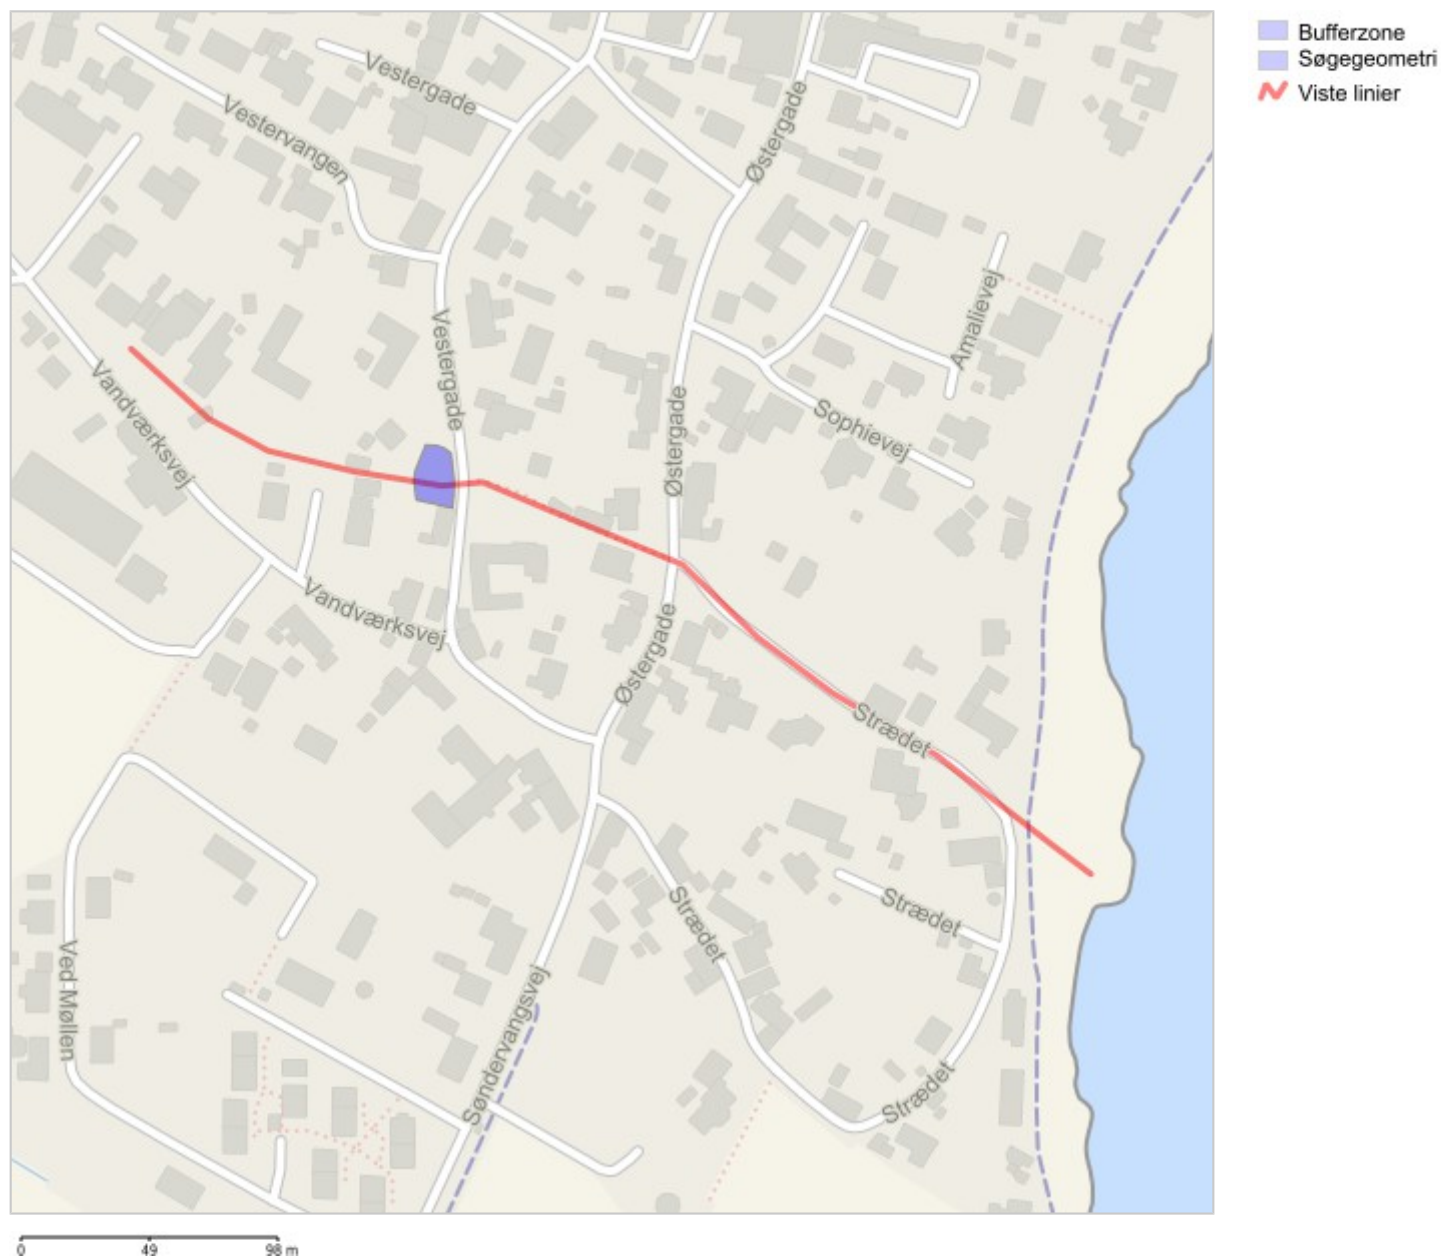 Bufferzone
Søgegeometri
Viste linier
Vestergade
Vestervangen
Østergade
Amalievej
Vestergade
Vandværksvej
Østergade
Sophievej
Vandværksvej
Østergade
Strædet
Strædet
Strædet
Ved Møllen
Søndervangsvej
Strædet
0 49 98 m